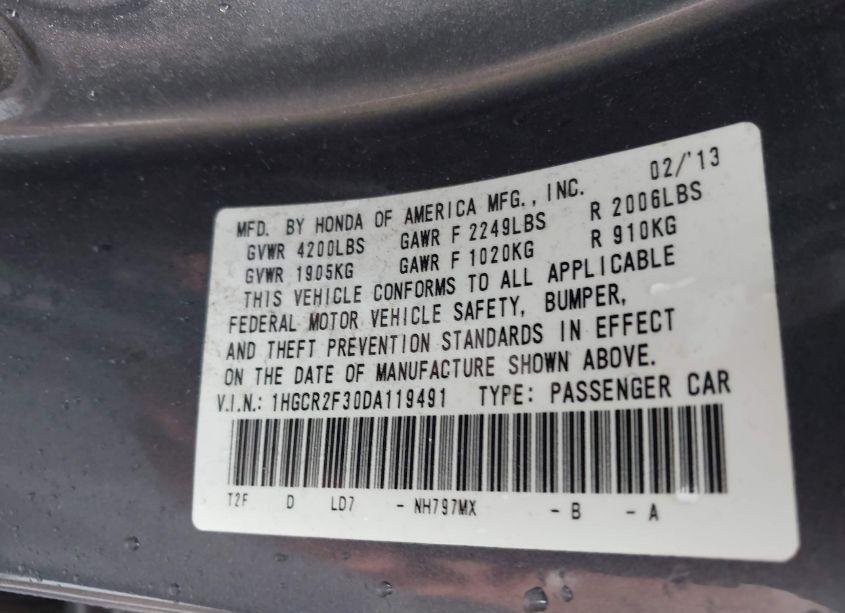 MFD. BY HONDA OF AMERICA MFG., INC. 02/'13
GVWR 4200LBS GAWR F 2249LBS R 2006LBS
GVWR 1905KG GAWR F 1020KG R 910KG
THIS VEHICLE CONFORMS TO ALL APPLICABLE
FEDERAL MOTOR VEHICLE SAFETY, BUMPER,
AND THEFT PREVENTION STANDARDS IN EFFECT
ON THE DATE OF MANUFACTURE SHOWN ABOVE.
V.I.N.: 1HGCR2F30DA119491 TYPE: PASSENGER CAR
T2F D LD7 - NH797MX - B - A